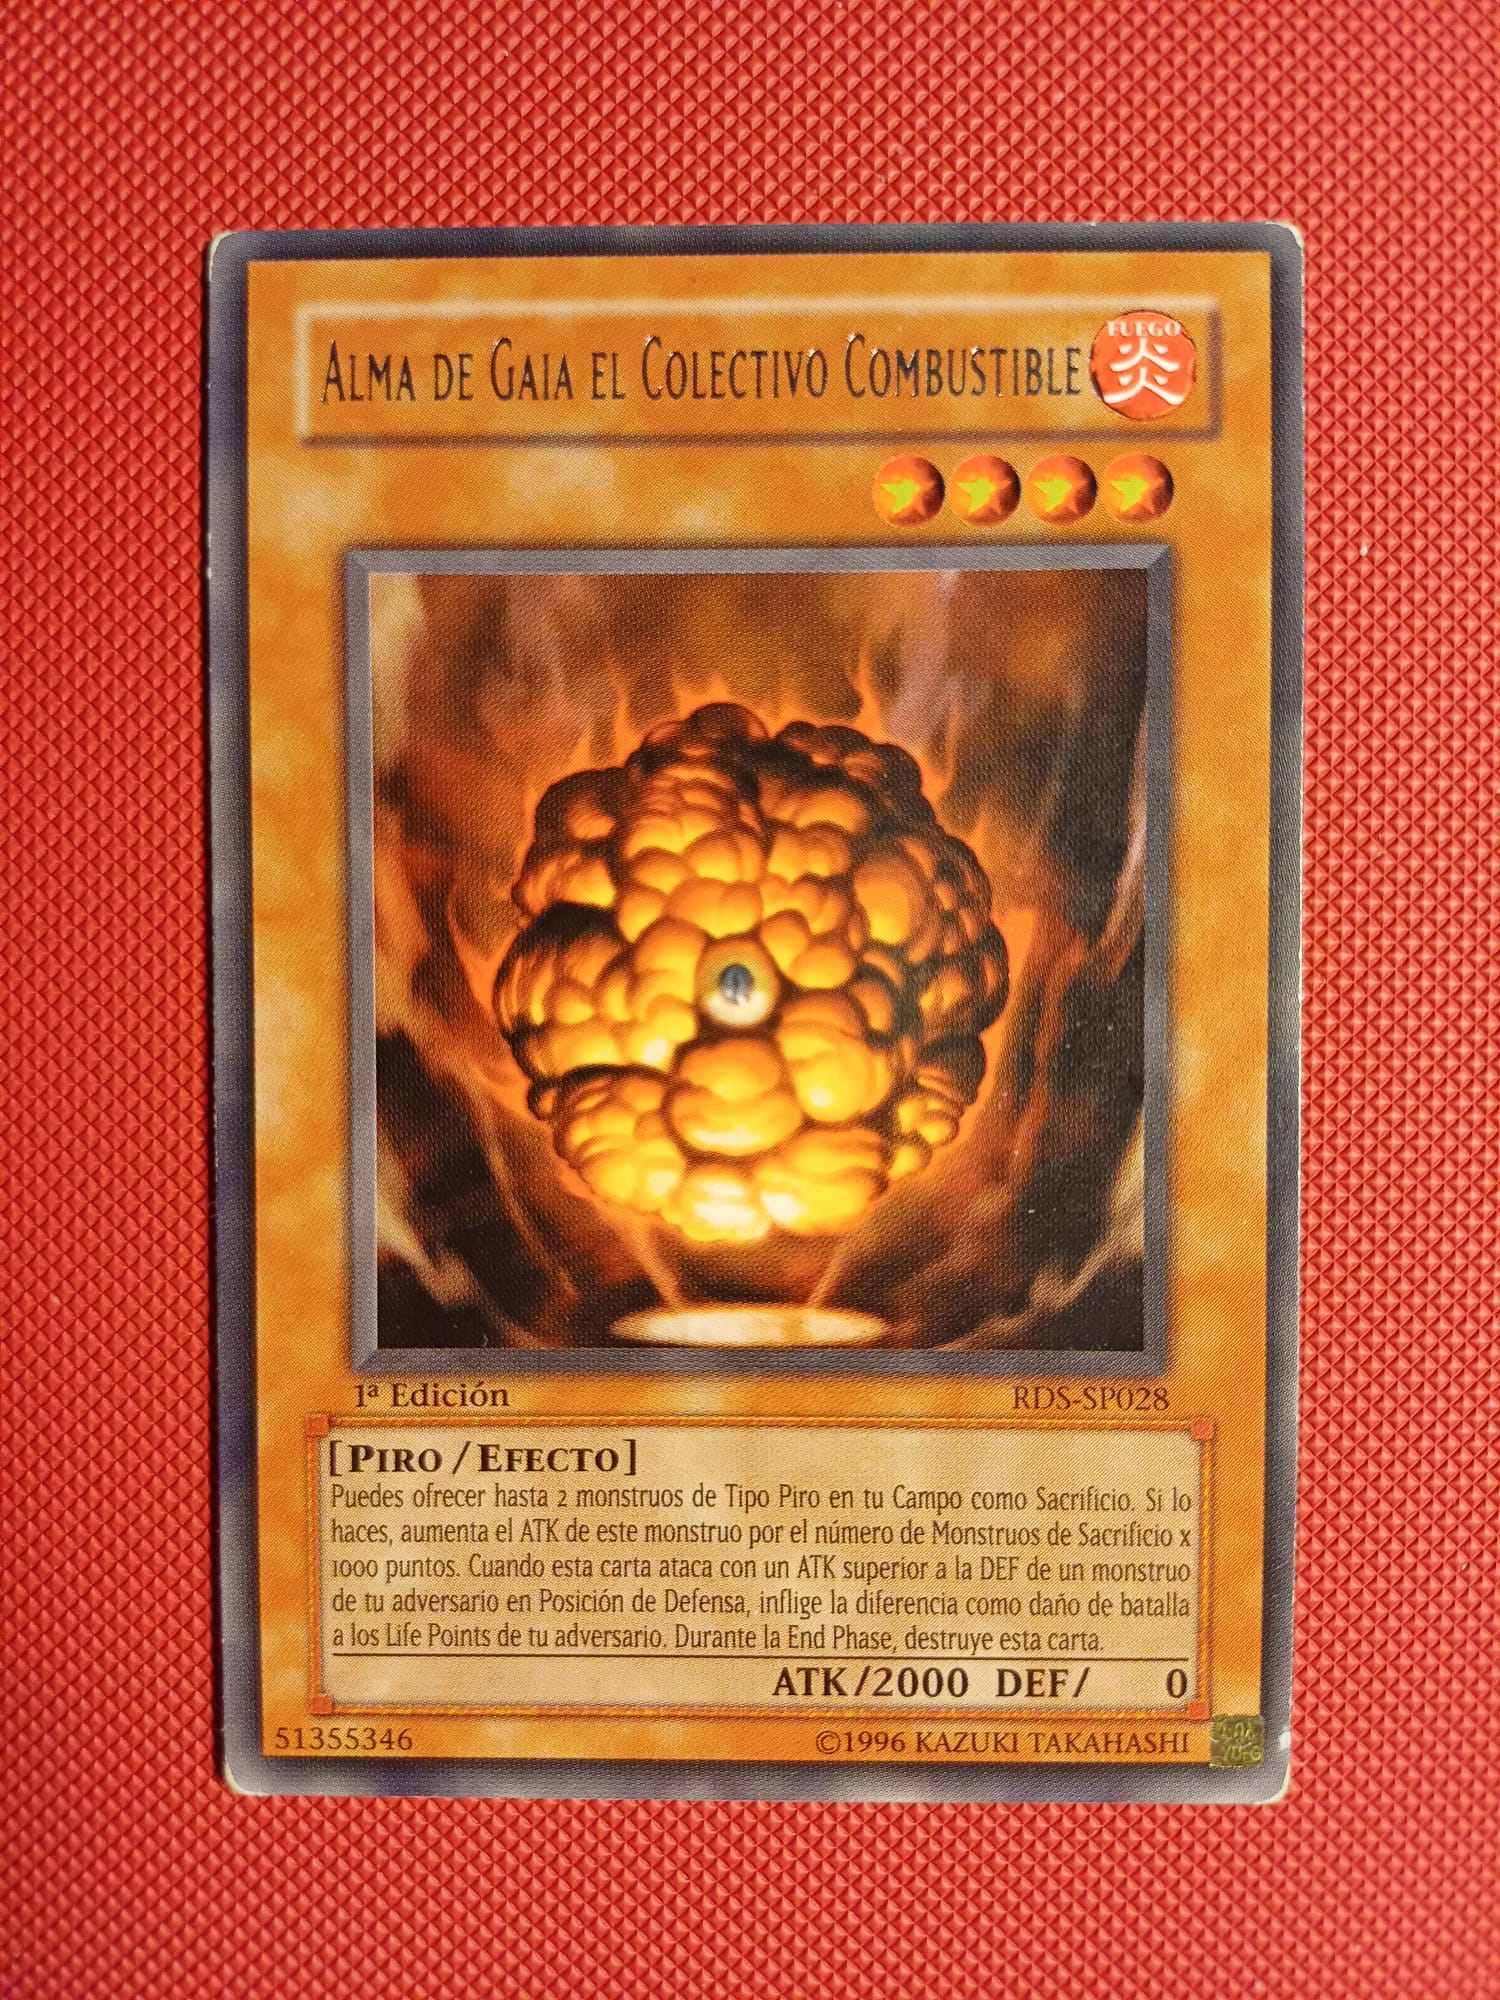 ALMA DE GAIA EL COLECTIVO COMBUSTIBLE
FUEGO
炎
1ª Edición
RDS-SP028
[PIRO / EFECTO]
Puedes ofrecer hasta 2 monstruos de Tipo Piro en tu Campo como Sacrificio. Si lo
haces, aumenta el ATK de este monstruo por el número de Monstruos de Sacrificio x
1000 puntos. Cuando esta carta ataca con un ATK superior a la DEF de un monstruo
de tu adversario en Posición de Defensa, inflige la diferencia como daño de batalla
a los Life Points de tu adversario. Durante la End Phase, destruye esta carta.
ATK/2000 DEF/ 0
51355346
©1996 KAZUKI TAKAHASHI